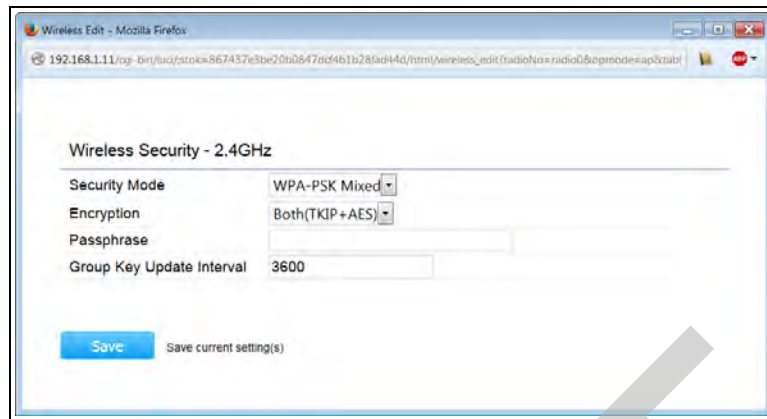 Wireless Edit - Mozilla Firefox
Wireless Security - 2.4GHz
Security Mode WPA-PSK Mixed
Encryption Both(TKIP+AES)
Passphrase
Group Key Update Interval 3600
Save Save current setting(s)